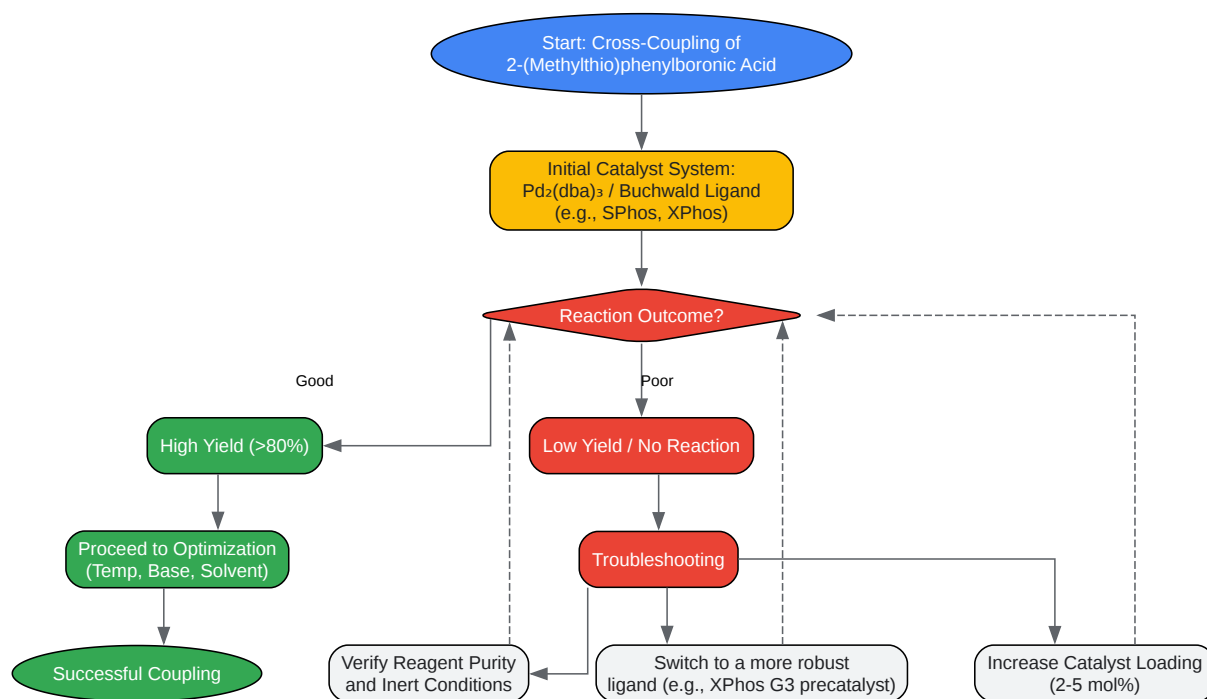 Start: Cross-Coupling of
2-(Methylthio)phenylboronic Acid
Initial Catalyst System:
Pd₂(dba)₃ / Buchwald Ligand
(e.g., SPhos, XPhos)
Reaction Outcome?
Good
Poor
High Yield (>80%)
Low Yield / No Reaction
Proceed to Optimization
(Temp, Base, Solvent)
Troubleshooting
Successful Coupling
Verify Reagent Purity
and Inert Conditions
Switch to a more robust
ligand (e.g., XPhos G3 precatalyst)
Increase Catalyst Loading
(2-5 mol%)